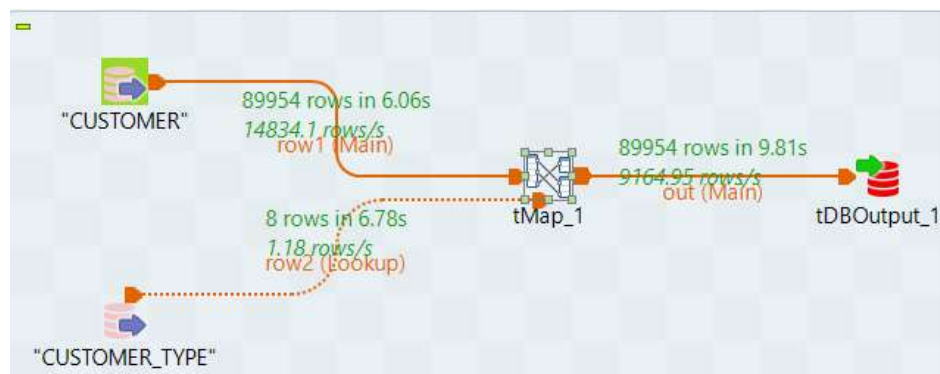 "CUSTOMER"
89954 rows in 6.06s
14834.1 rows/s
row1 (Main)
tMap_1
89954 rows in 9.81s
9164.95 rows/s
out (Main)
tDBOutput_1
8 rows in 6.78s
1.18 rows/s
row2 (Lookup)
"CUSTOMER_TYPE"